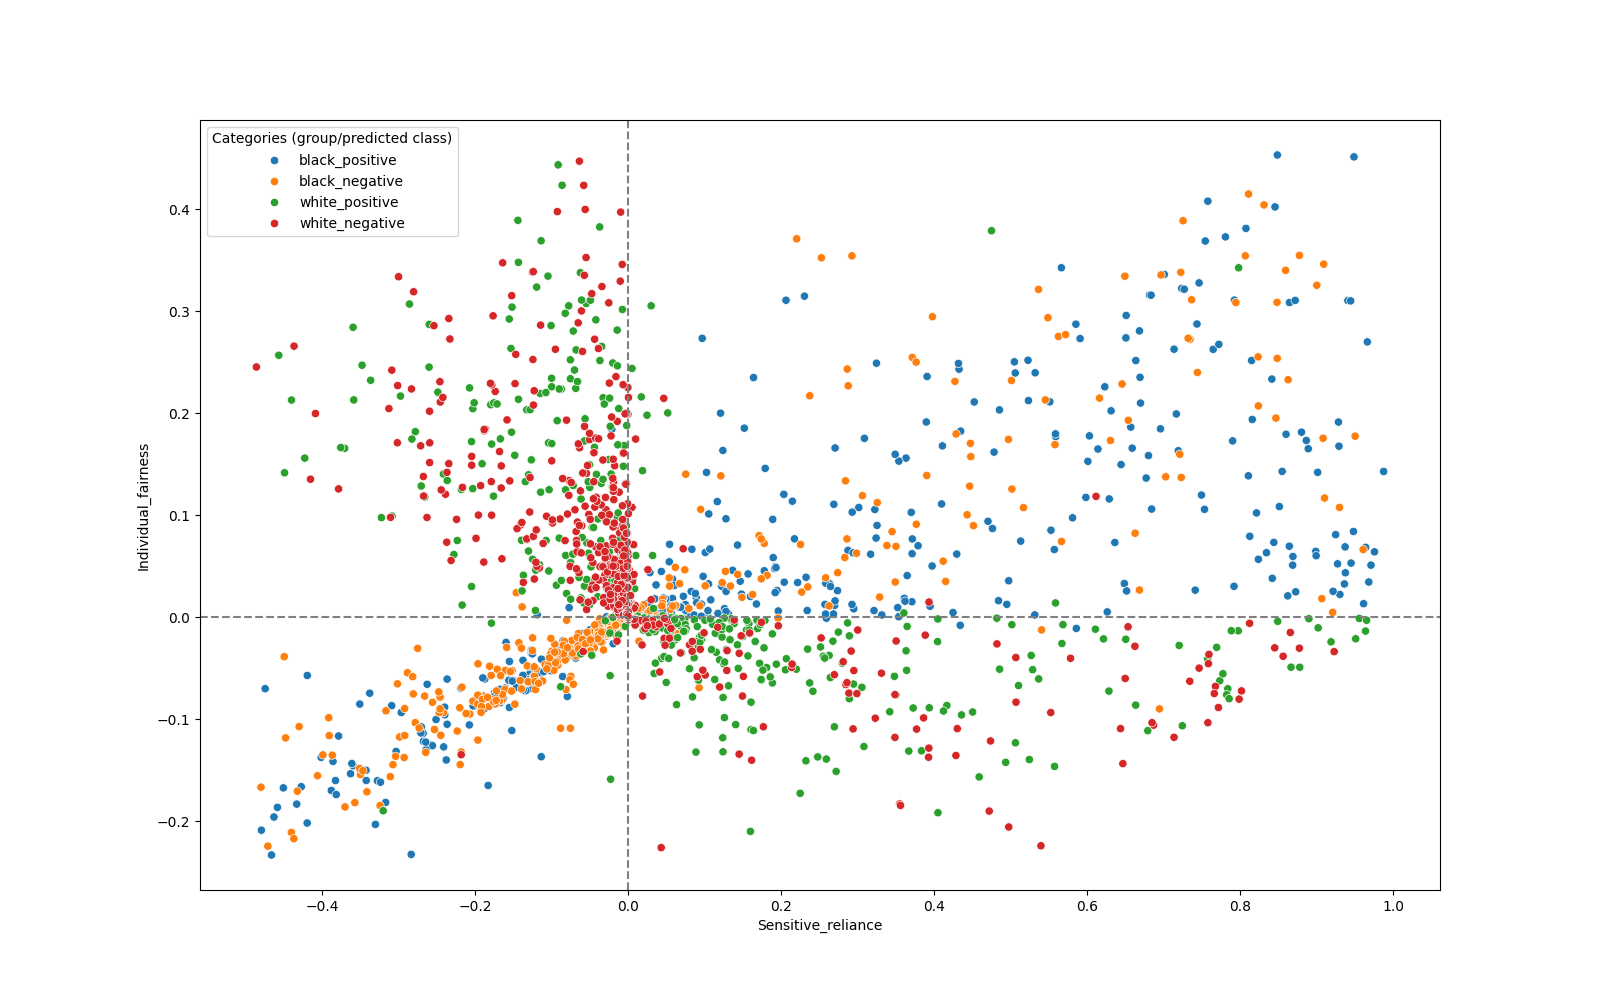 Categories (group/predicted class)
black_positive
black_negative
white_positive
white_negative
0.4
0.3
0.2
0.1
0.0
−0.1
−0.2
Individual_fairness
−0.4
−0.2
0.0
0.2
0.4
0.6
0.8
1.0
Sensitive_reliance